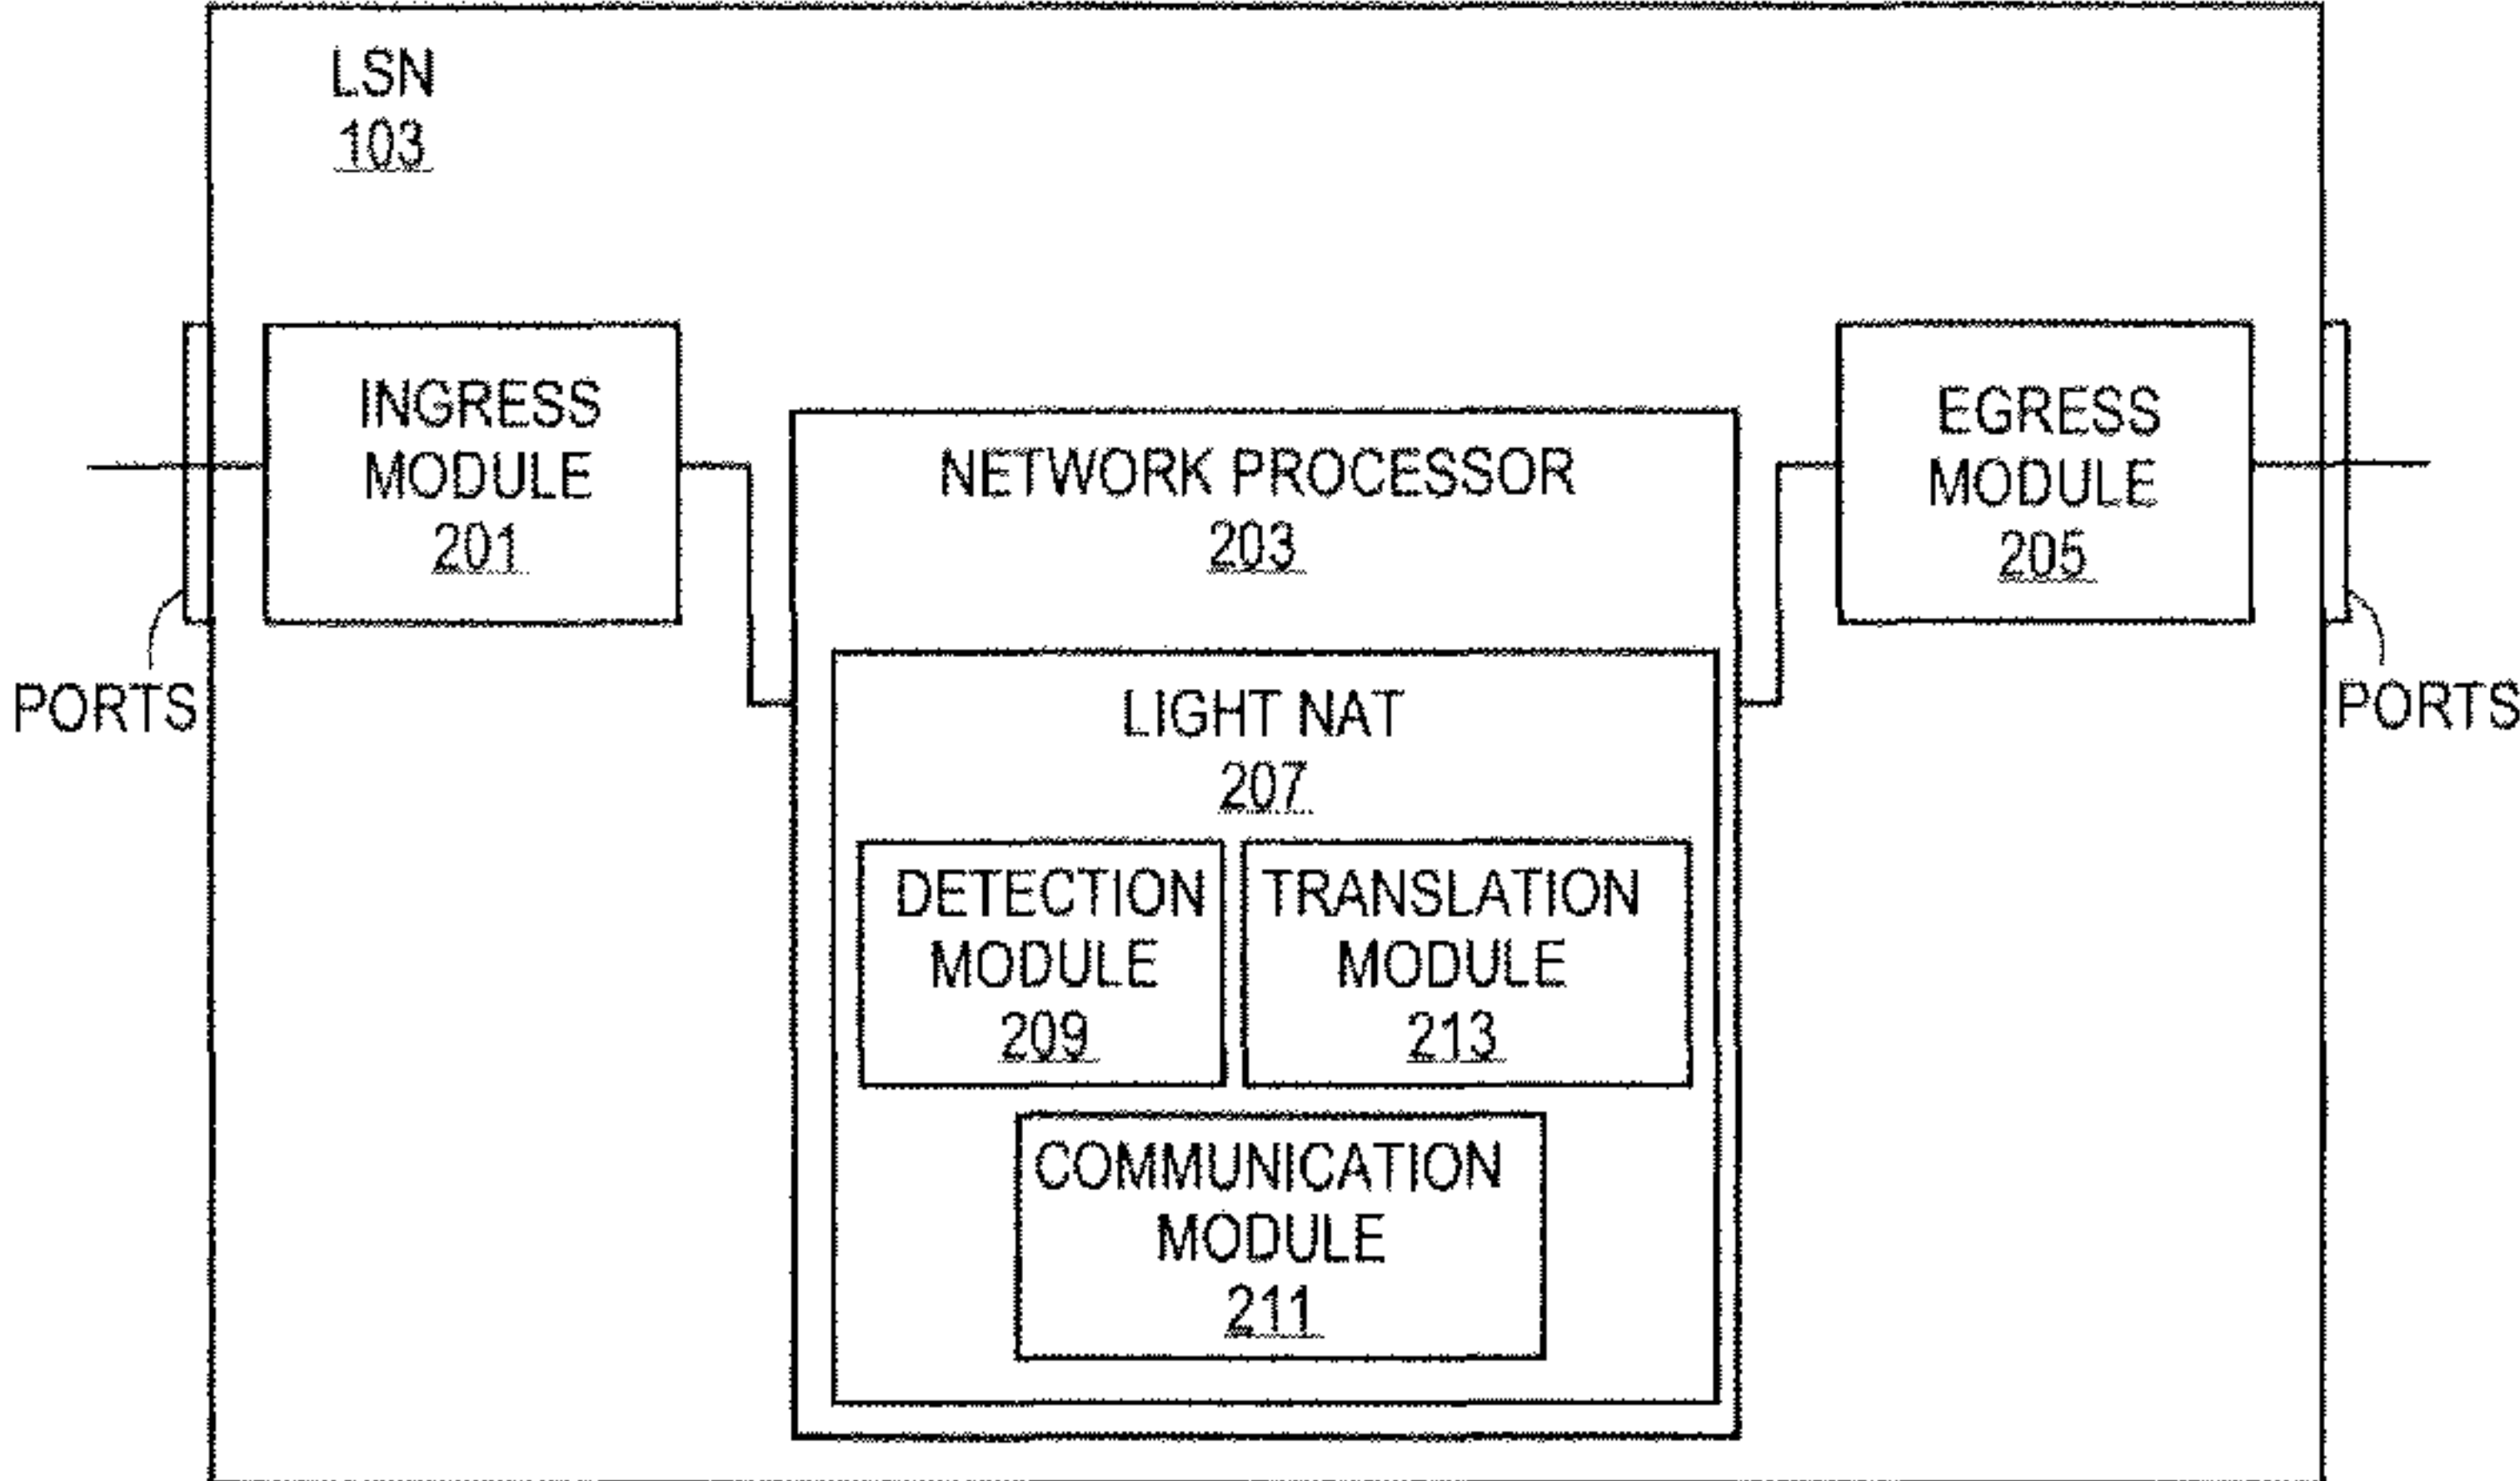 LSN
103
INGRESS
MODULE
201
PORTS
NETWORK PROCESSOR
203
LIGHT NAT
207
DETECTION
MODULE
209
TRANSLATION
MODULE
213
COMMUNICATION
MODULE
211
EGRESS
MODULE
205
PORTS